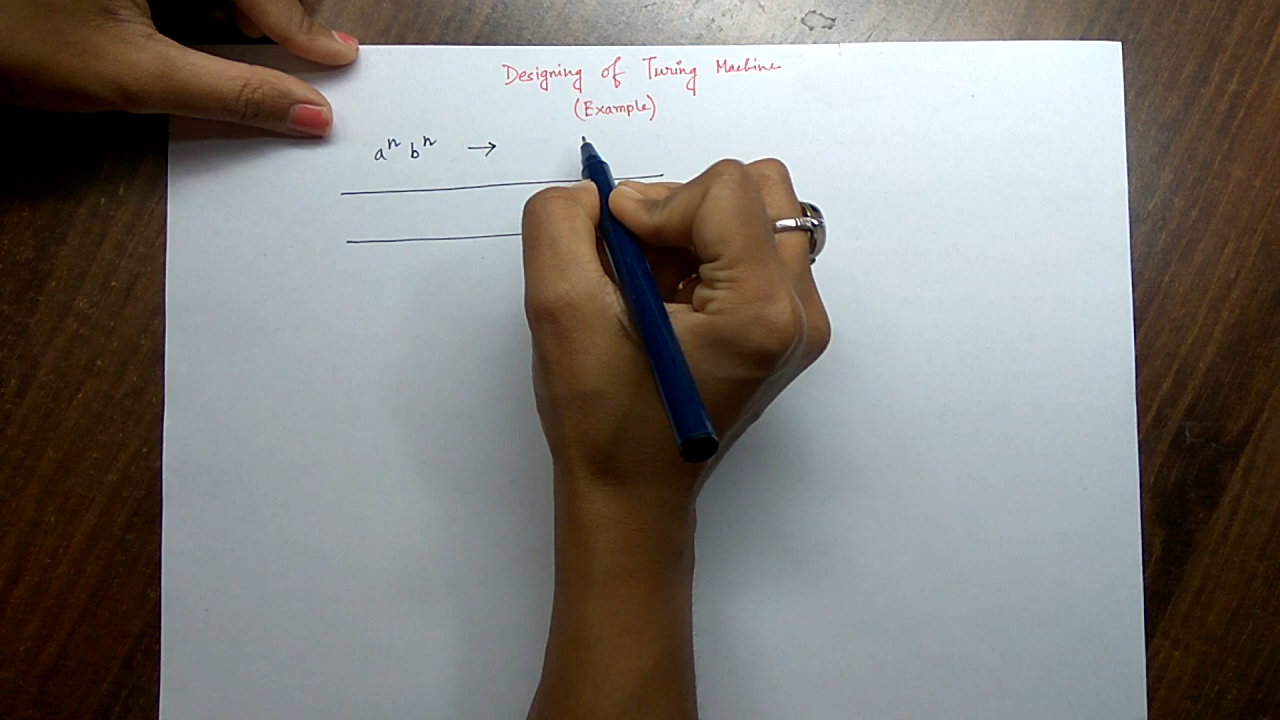 Designing of Turing Machine
(Example)
aⁿ bⁿ →